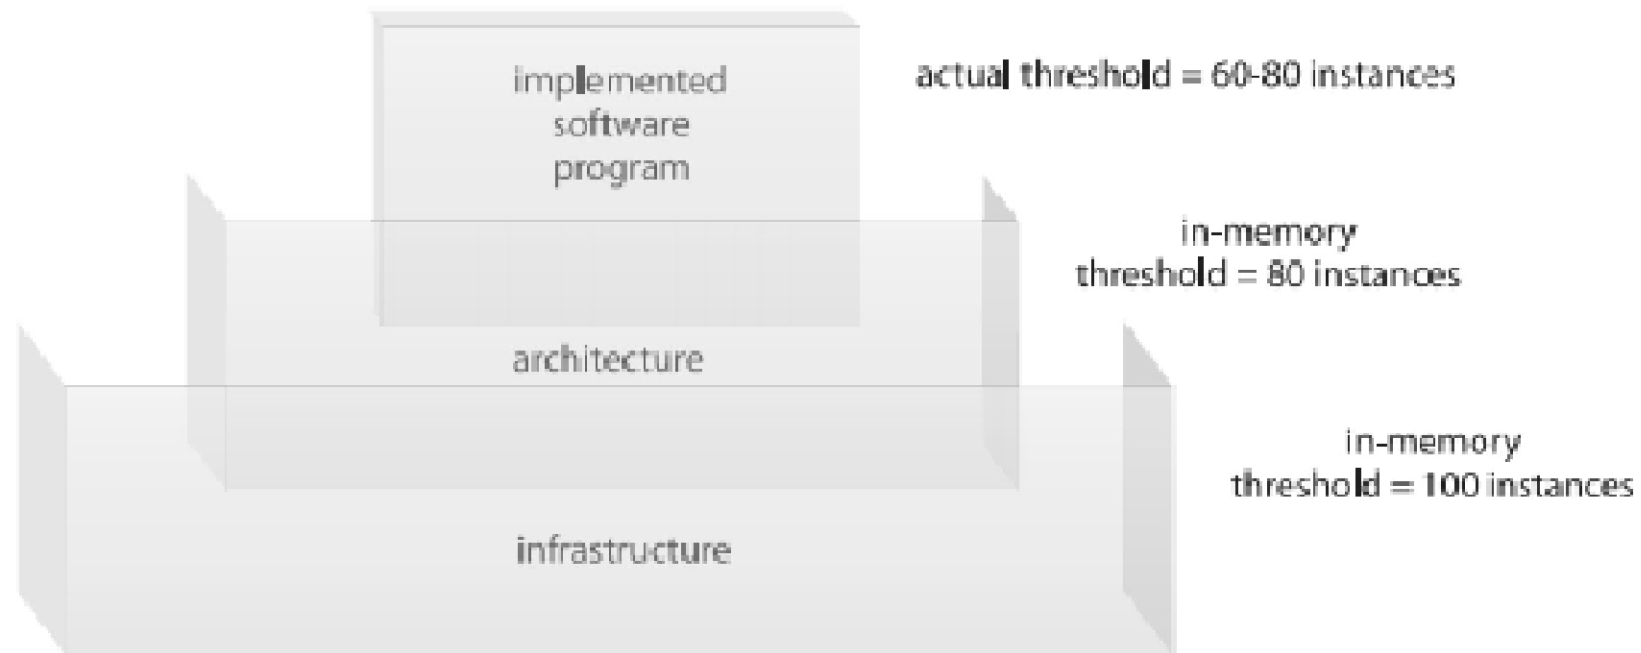 implemented
software
program
actual threshold = 60-80 instances
in-memory
threshold = 80 instances
architecture
in-memory
threshold = 100 instances
infrastructure